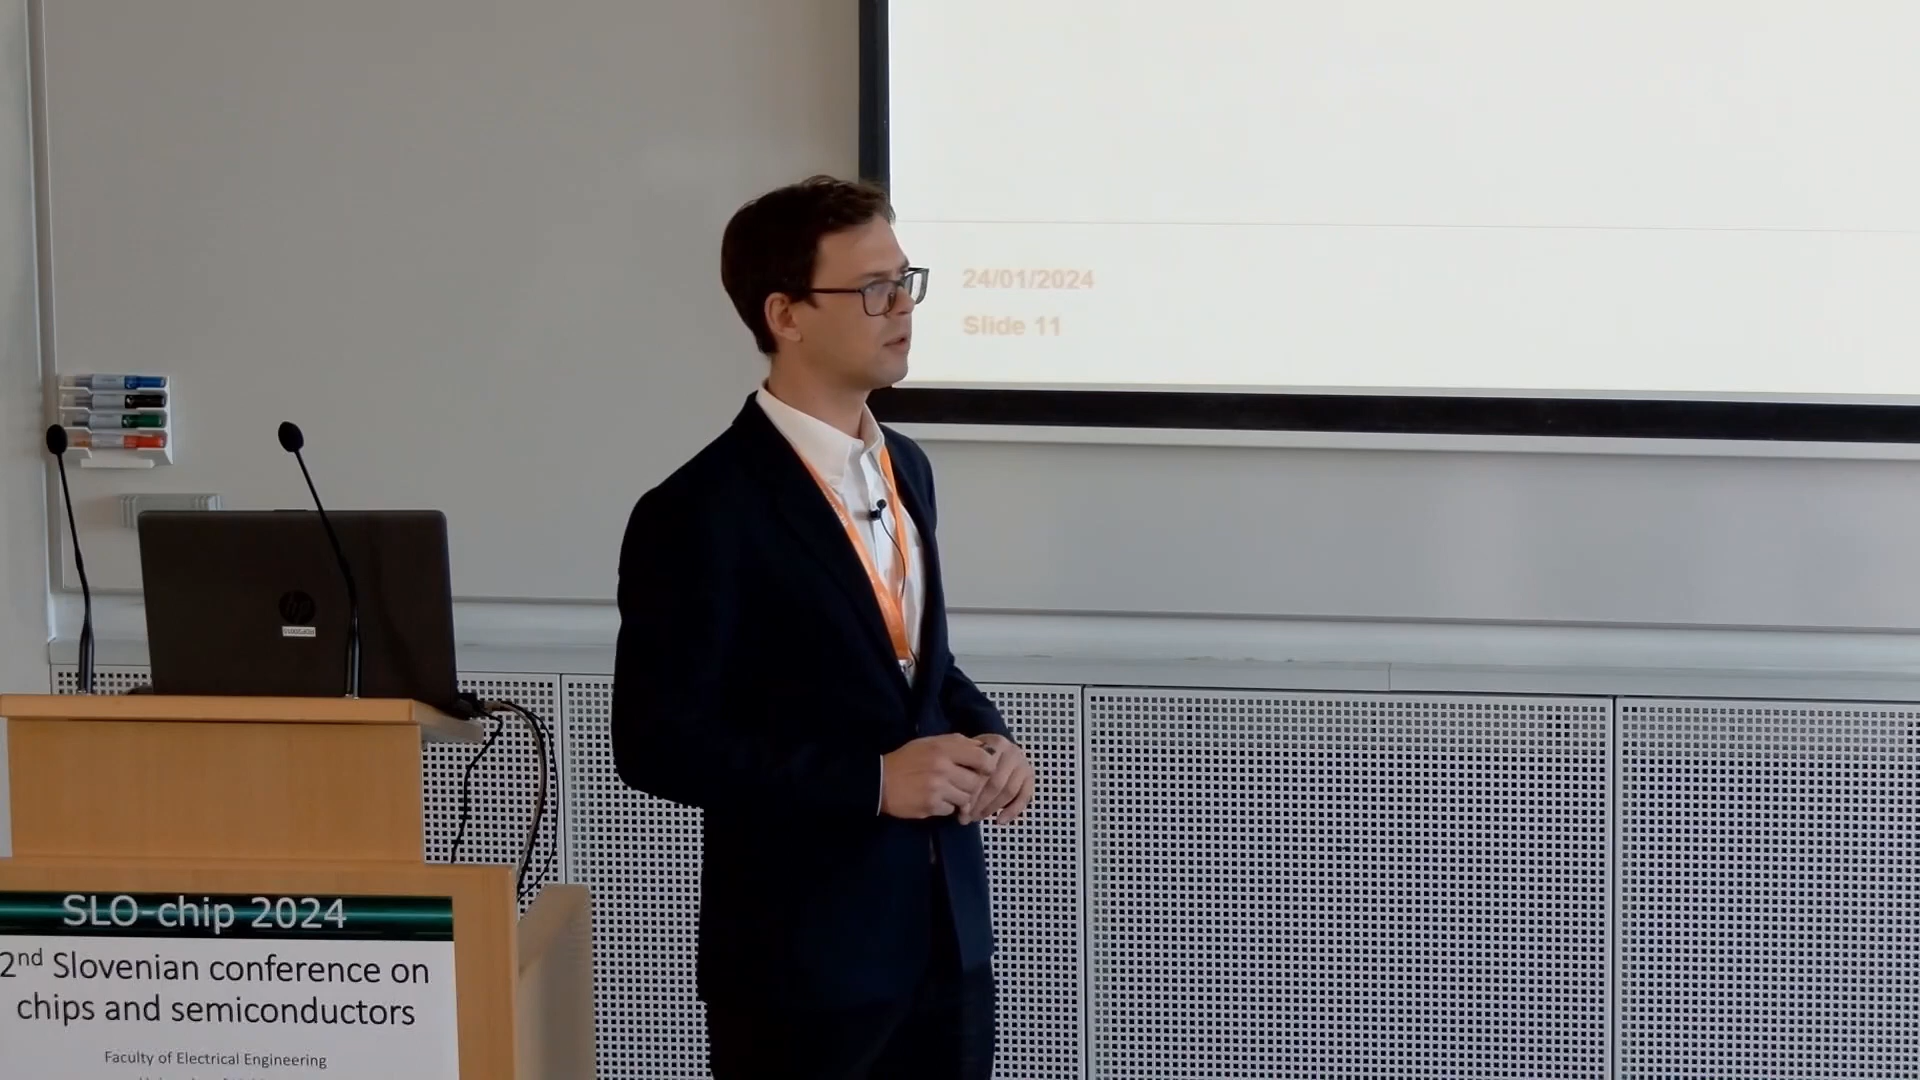 24/01/2024
Slide 11
hp
SLO-chip 2024
2nd Slovenian conference on
chips and semiconductors
Faculty of Electrical Engineering